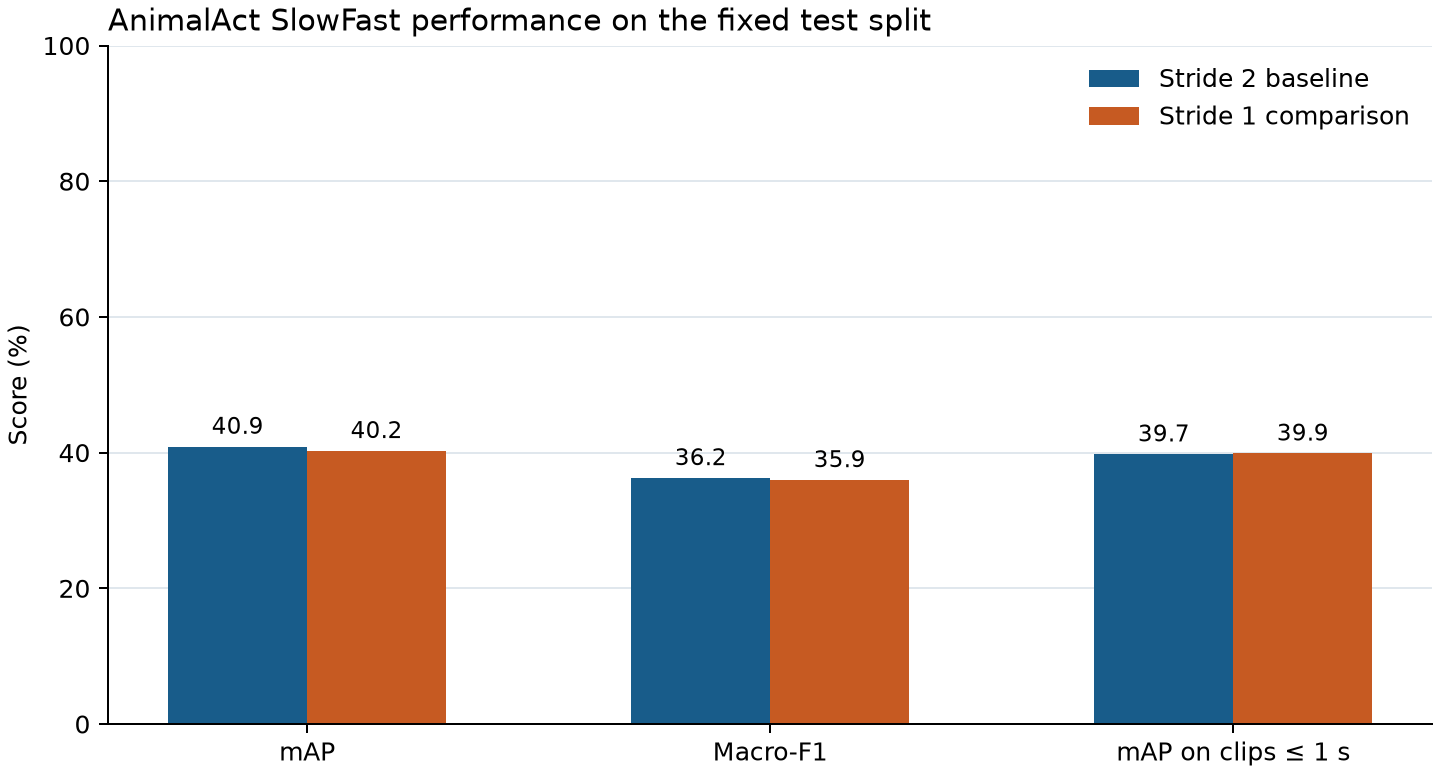 AnimalAct SlowFast performance on the fixed test split
Stride 2 baseline
Stride 1 comparison
Score (%)
100
80
60
40
20
0
40.9
40.2
36.2
35.9
39.7
39.9
mAP
Macro-F1
mAP on clips ≤ 1 s